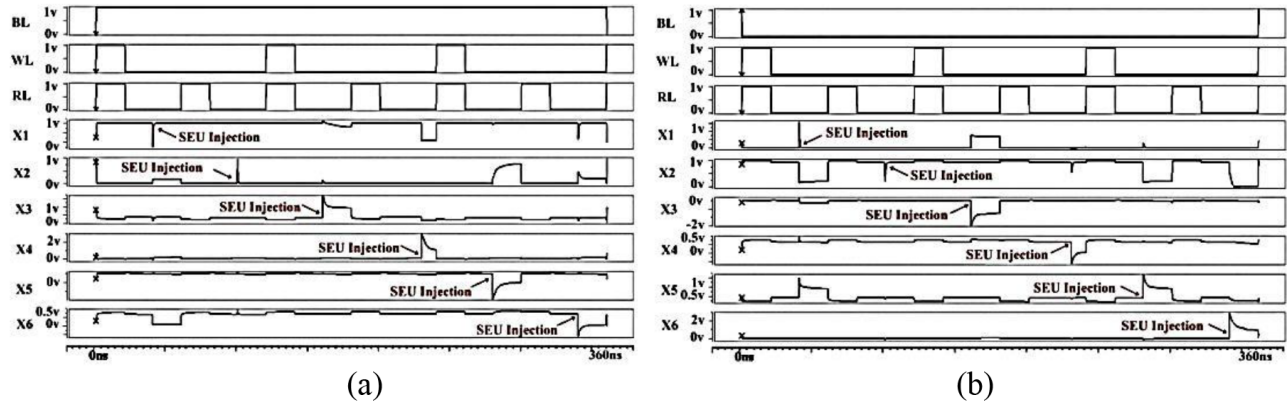 BL 1v 0v
WL 1v 0v
RL 1v 0v
X1 1v 0v SEU Injection
X2 1v 0v SEU Injection
X3 1v 0v SEU Injection
X4 2v 0v SEU Injection
X5 0v SEU Injection
X6 0.5v 0v SEU Injection
0ns 360ns
(a)
BL 1v 0v
WL 1v 0v
RL 1v 0v
X1 1v 0v SEU Injection
X2 1v 0v SEU Injection
X3 0v -2v SEU Injection
X4 0.5v 0v SEU Injection
X5 1v 0.5v SEU Injection
X6 2v 0v SEU Injection
0ns 360ns
(b)